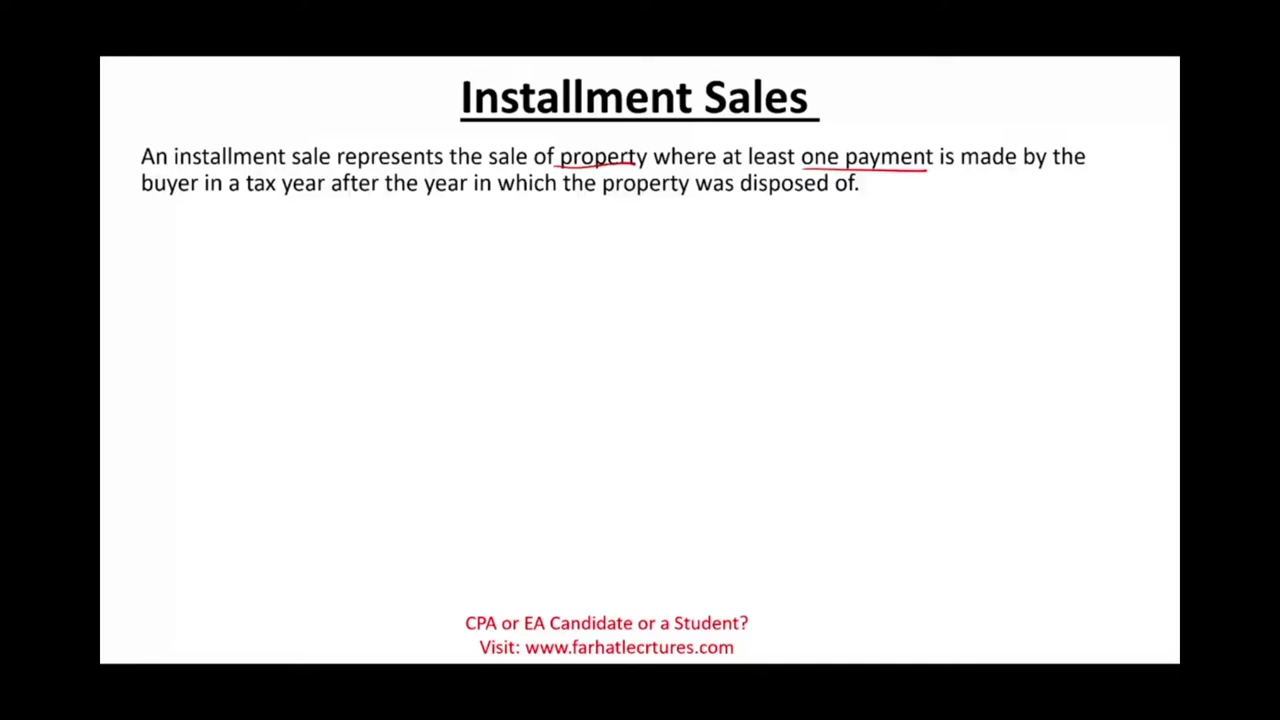 Installment Sales
An installment sale represents the sale of property where at least one payment is made by the
buyer in a tax year after the year in which the property was disposed of.
CPA or EA Candidate or a Student?
Visit: www.farhatlecrtures.com